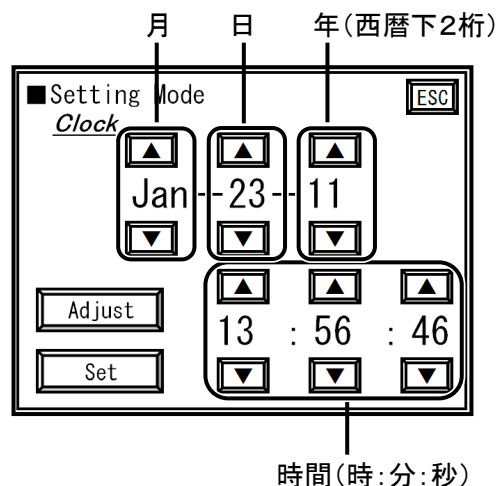 月 日 年(西暦下2桁)
■Setting Mode ESC
Clock
▲ ▲ ▲
Jan--23--11
▼ ▼ ▼
▲ ▲ ▲
Adjust
13 : 56 : 46
Set
▼ ▼ ▼
時間(時:分:秒)